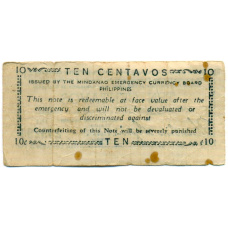 10 TEN CENTAVOS 10
ISSUED BY THE MINDANAO EMERGENCY CURRENCY BOARD
PHILIPPINES
This note is redeemable at face value after the
emergency and will not be devaluated or
discriminated against
Counterfeiting of this Note will be severely punished
10¢ TEN 10¢